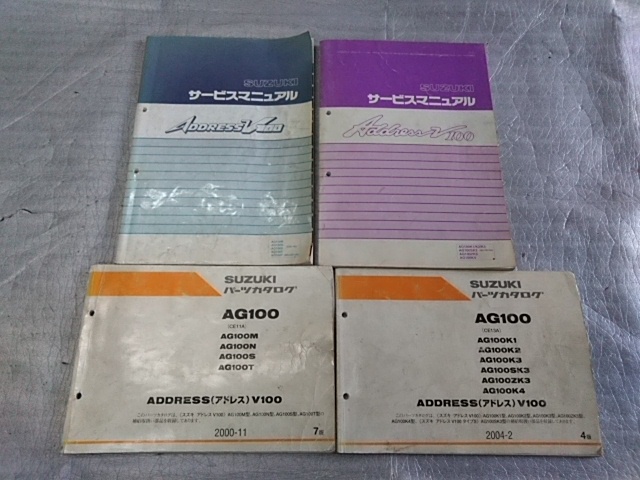 SUZUKI
サービスマニュアル
ADDRESS V100
SUZUKI
サービスマニュアル
Address V100
SUZUKI
パーツカタログ
AG100
(CE11A)
AG100M
AG100N
AG100S
AG100T
ADDRESS(アドレス)V100
2000-11 7版
SUZUKI
パーツカタログ
AG100
(CE13A)
AG100K1
AG100K2
AG100K3
AG100SK3
AG100ZK3
AG100K4
ADDRESS(アドレス)V100
2004-2 4版